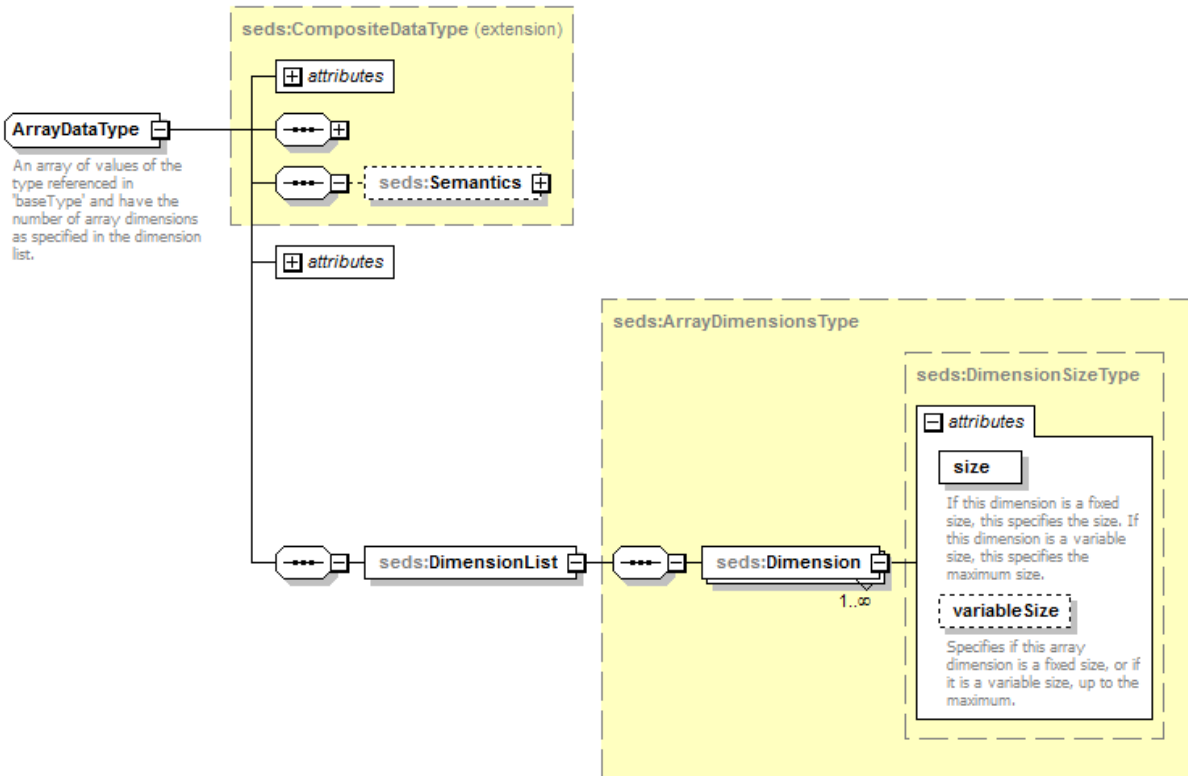 seds:CompositeDataType (extension)
attributes
ArrayDataType
An array of values of the
type referenced in
'baseType' and have the
number of array dimensions
as specified in the dimension
list.
seds:Semantics
attributes
seds:ArrayDimensionsType
seds:DimensionSizeType
attributes
size
If this dimension is a fixed
size, this specifies the size. If
this dimension is a variable
size, this specifies the
maximum size.
seds:DimensionList
seds:Dimension
1..∞
variableSize
Specifies if this array
dimension is a fixed size, or if
it is a variable size, up to the
maximum.